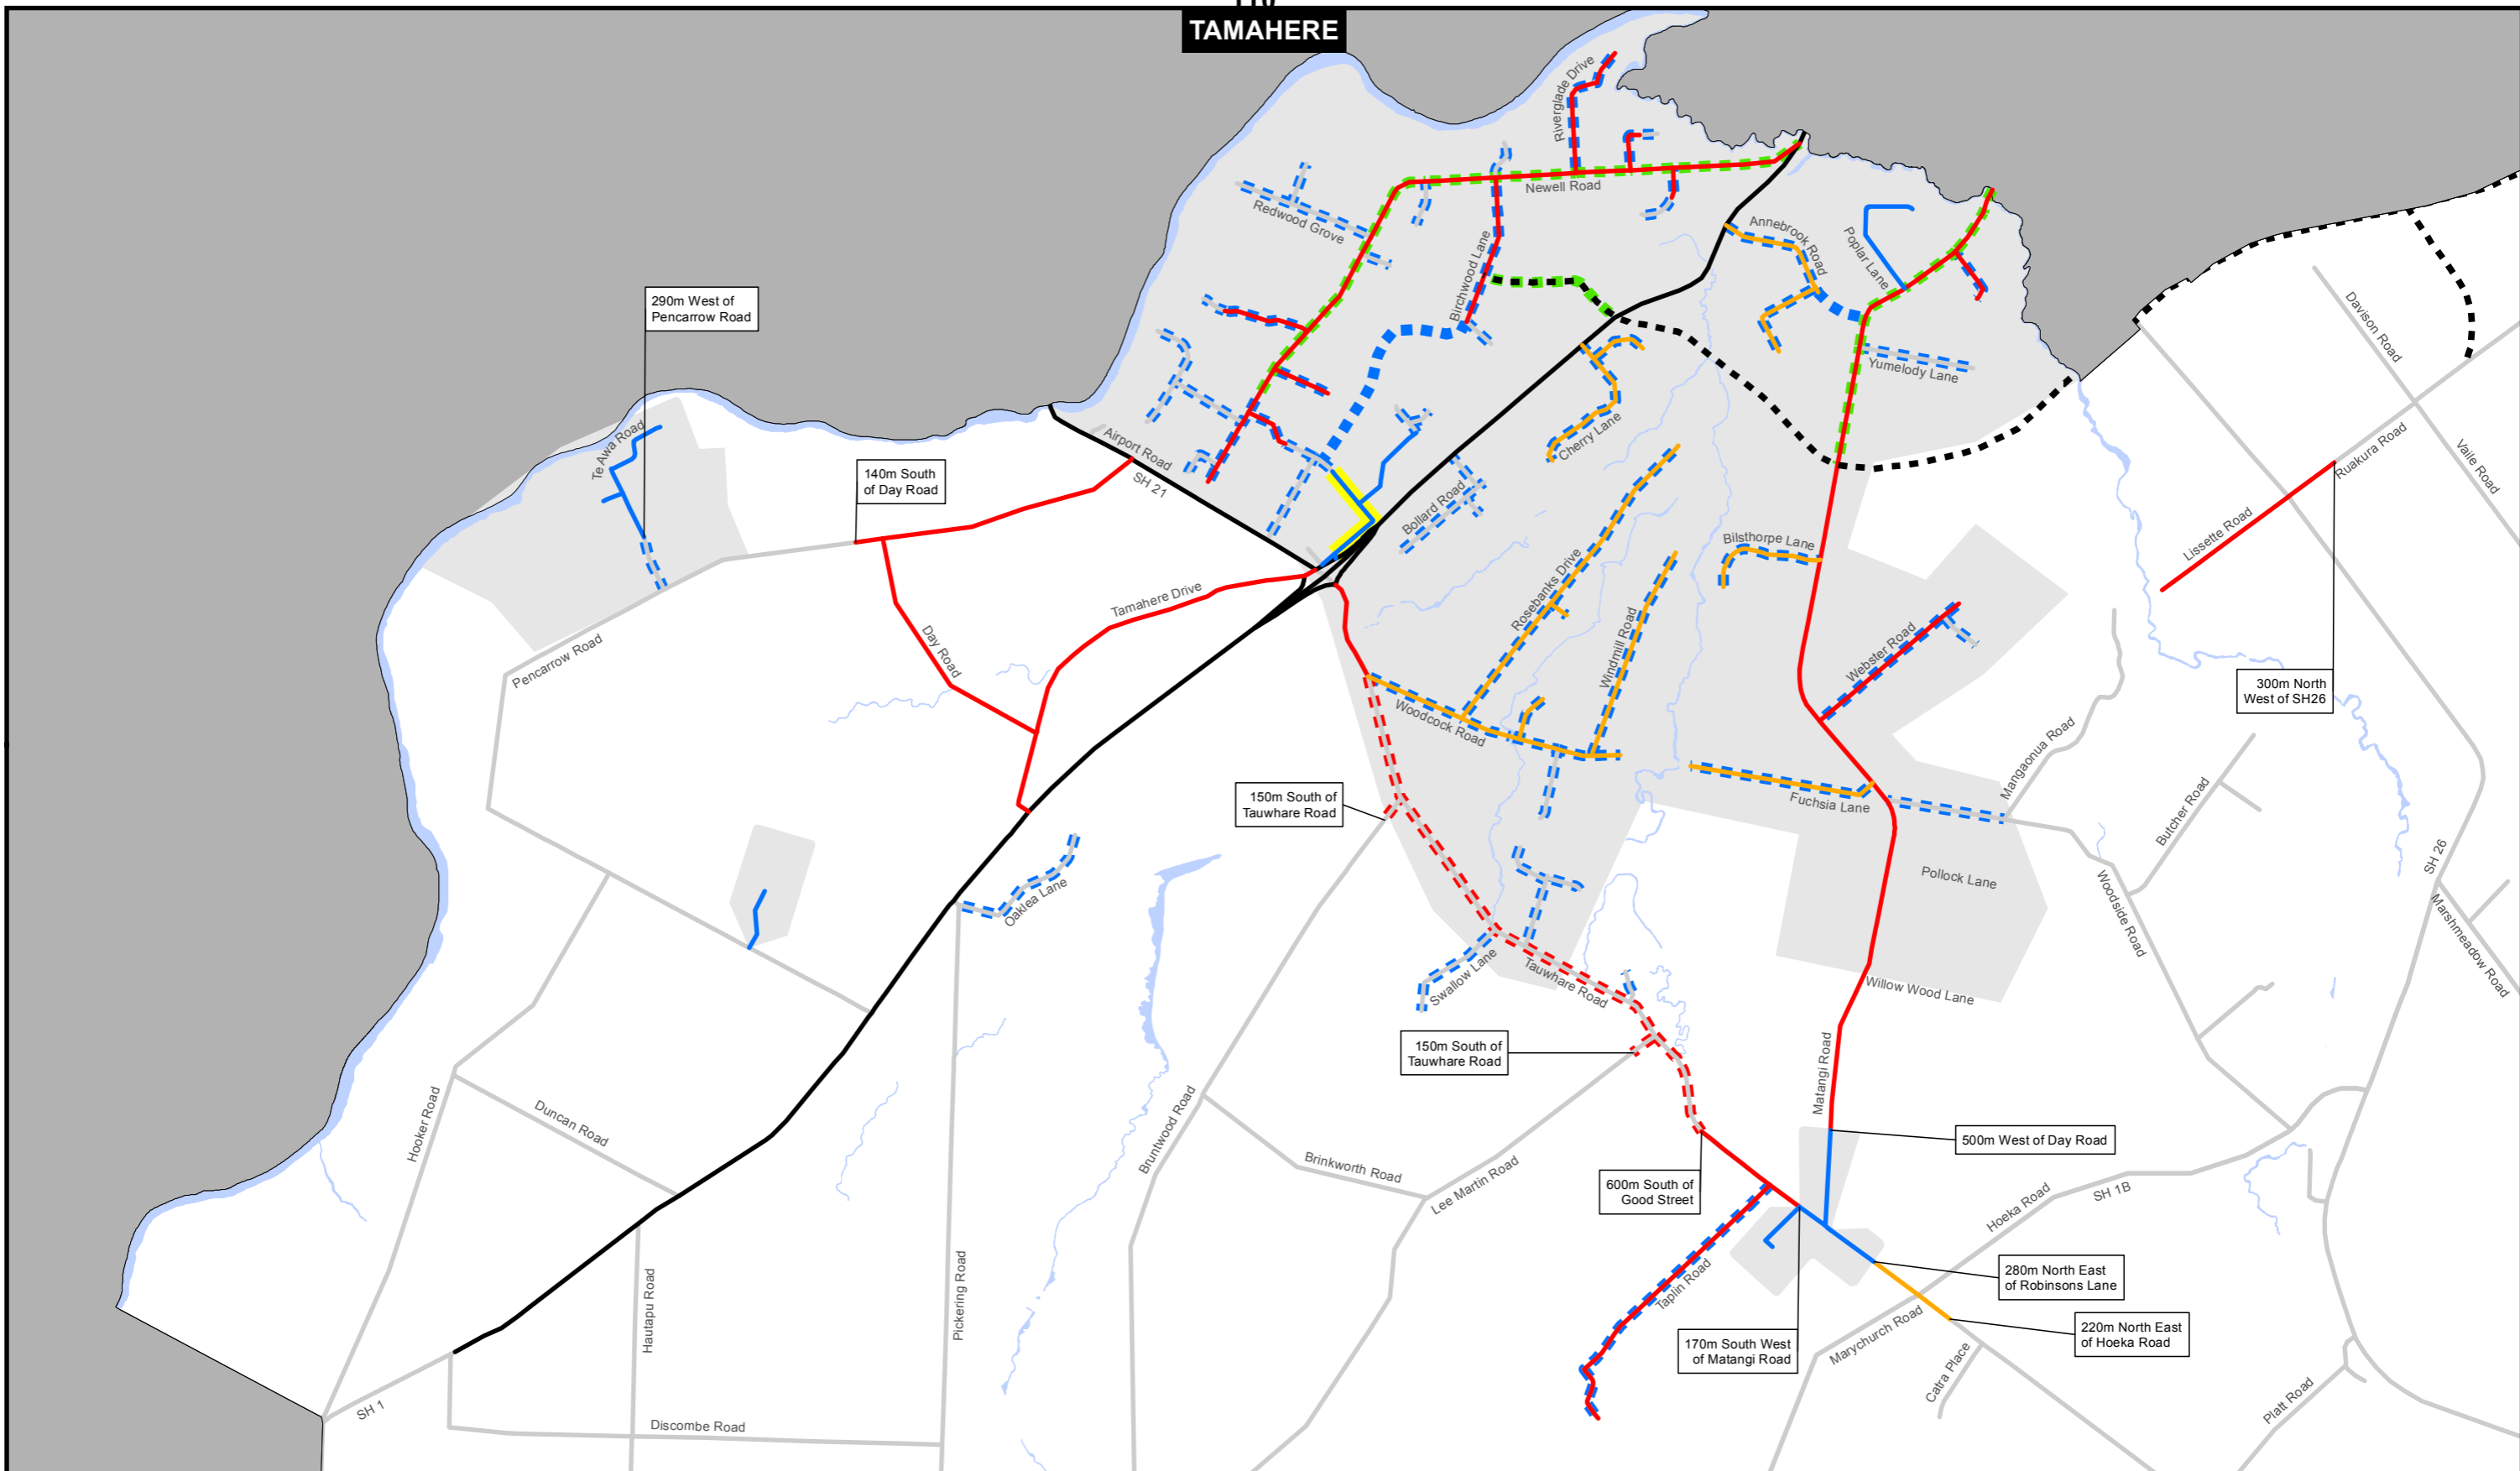 TAMAHERE
Riverglade Drive
Newell Road
Redwood Grove
Birchwood Lane
Annebrook Road
Poplar Lane
Yumelody Lane
Davison Road
290m West of
Pencarrow Road
Te Awa Road
Airport Road
SH 21
140m South
of Day Road
Cherry Lane
Bollard Road
Ruakura Road
Vaile Road
Lissette Road
Bilsthorpe Lane
Rosebanks Drive
Windmill Road
Webster Road
Tamahere Drive
Day Road
Pencarrow Road
300m North
West of SH26
Woodcock Road
Mangaonua Road
Fuchsia Lane
Butcher Road
150m South of
Tauwhare Road
Pollock Lane
SH 26
Oaklea Lane
Woodside Road
Marshmeadow Road
Swallow Lane
Tauwhare Road
Willow Wood Lane
150m South of
Tauwhare Road
Matangi Road
Hooker Road
Duncan Road
Bruntwood Road
Brinkworth Road
Lee Martin Road
500m West of Day Road
600m South of
Good Street
Hoeka Road
SH 1B
280m North East
of Robinsons Lane
Taplin Road
Hautapu Road
Pickering Road
170m South West
of Matangi Road
Marychurch Road
220m North East
of Hoeka Road
Catra Place
Platt Road
SH 1
Discombe Road